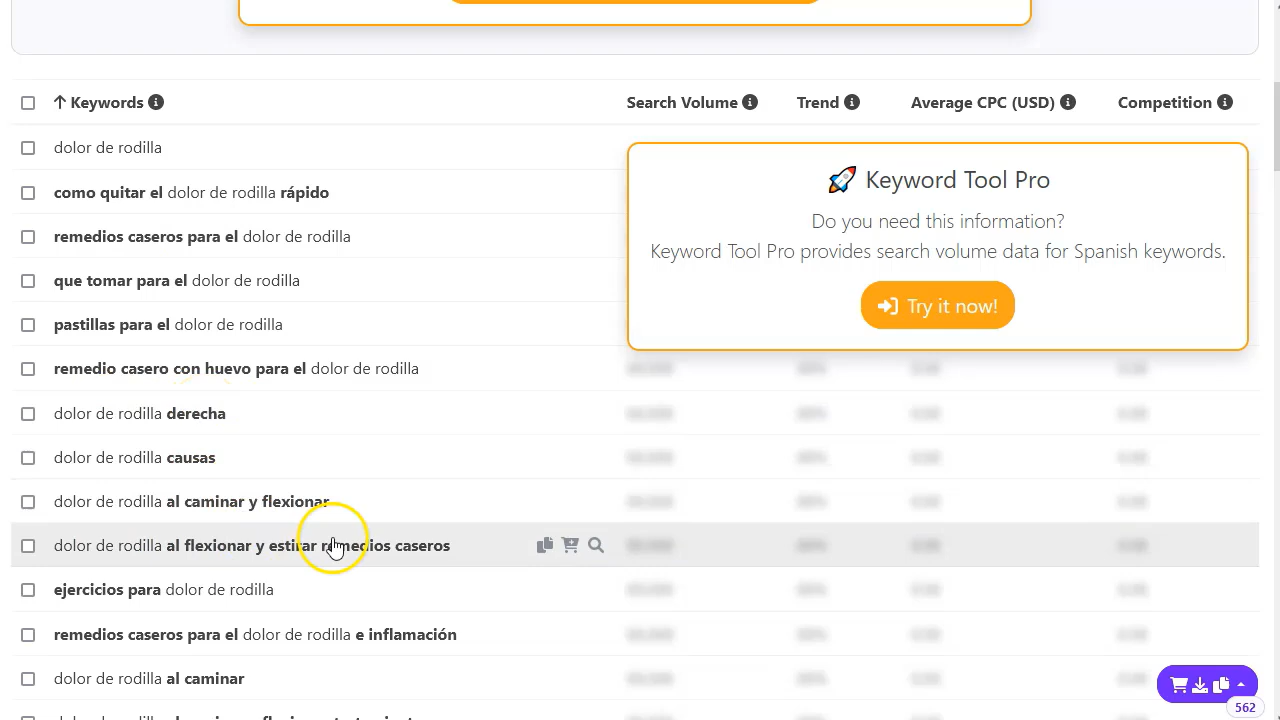 Keywords Search Volume Trend Average CPC (USD) Competition
dolor de rodilla
como quitar el dolor de rodilla rápido
remedios caseros para el dolor de rodilla
que tomar para el dolor de rodilla
pastillas para el dolor de rodilla
remedio casero con huevo para el dolor de rodilla
dolor de rodilla derecha
dolor de rodilla causas
dolor de rodilla al caminar y flexionar
dolor de rodilla al flexionar y estirar remedios caseros
ejercicios para dolor de rodilla
remedios caseros para el dolor de rodilla e inflamación
dolor de rodilla al caminar
Keyword Tool Pro
Do you need this information?
Keyword Tool Pro provides search volume data for Spanish keywords.
Try it now!
562